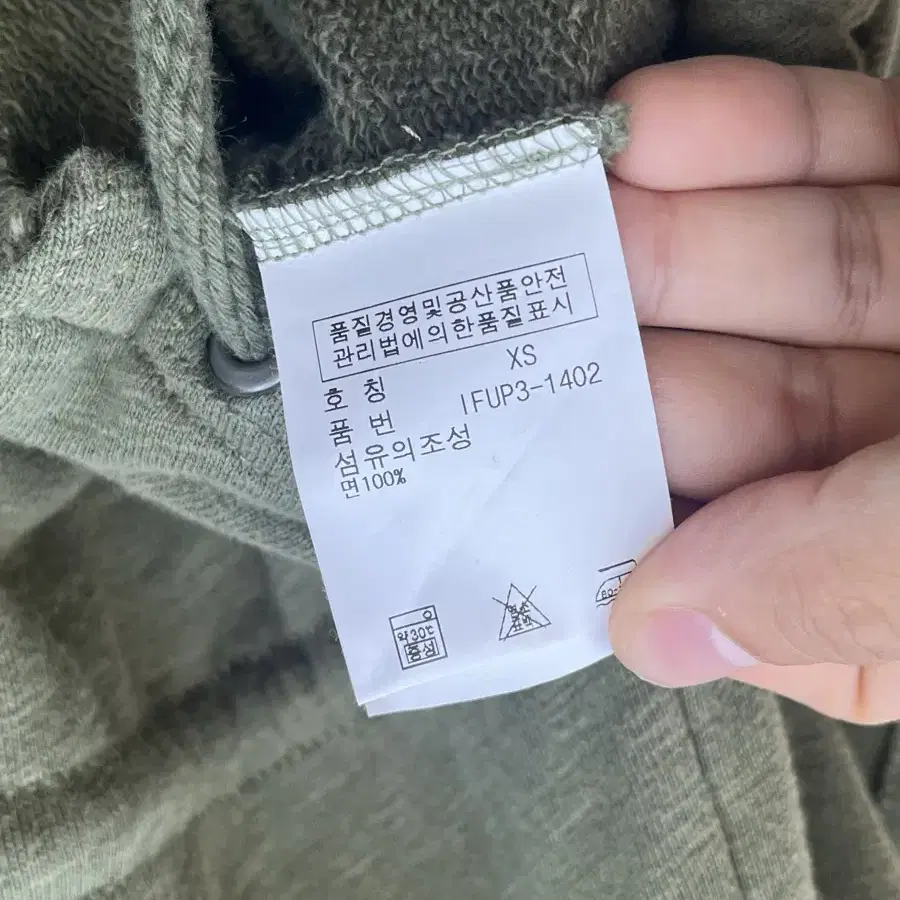 품질경영및공산품안전
관리법에의한품질표시
호 칭 XS
품 번 IFUP3-1402
섬유의조성
면100%
약30℃
중성